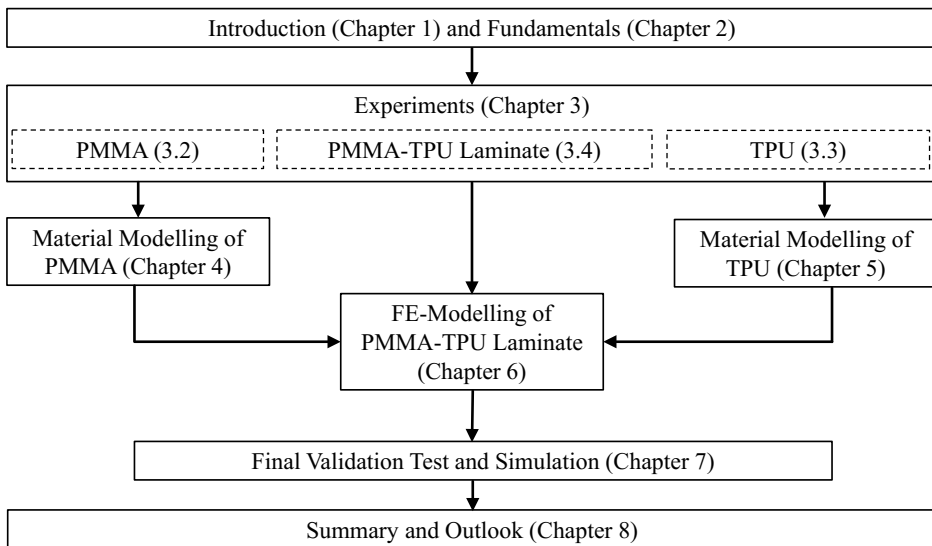 Introduction (Chapter 1) and Fundamentals (Chapter 2)
Experiments (Chapter 3)
PMMA (3.2)
PMMA-TPU Laminate (3.4)
TPU (3.3)
Material Modelling of
PMMA (Chapter 4)
Material Modelling of
TPU (Chapter 5)
FE-Modelling of
PMMA-TPU Laminate
(Chapter 6)
Final Validation Test and Simulation (Chapter 7)
Summary and Outlook (Chapter 8)